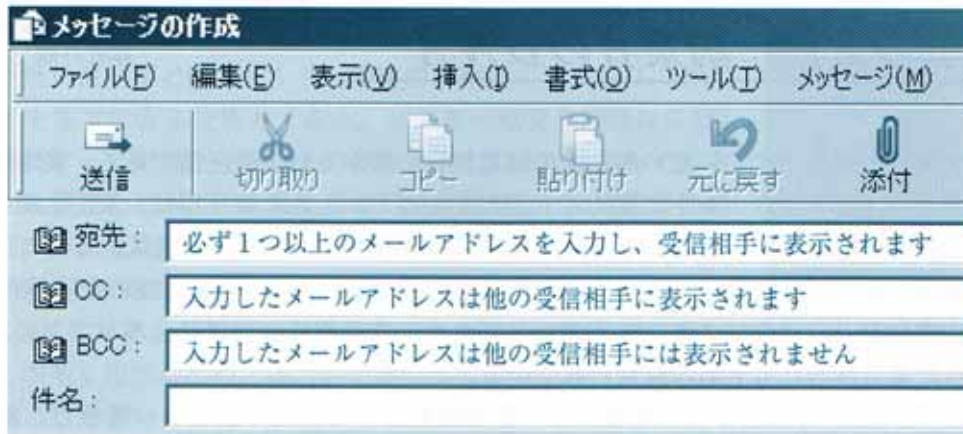 メッセージの作成
ファイル(F) 編集(E) 表示(V) 挿入(I) 書式(O) ツール(T) メッセージ(M)
送信 切り取り コピー 貼り付け 元に戻す 添付
宛先: 必ず1つ以上のメールアドレスを入力し、受信相手に表示されます
CC: 入力したメールアドレスは他の受信相手に表示されます
BCC: 入力したメールアドレスは他の受信相手には表示されません
件名: